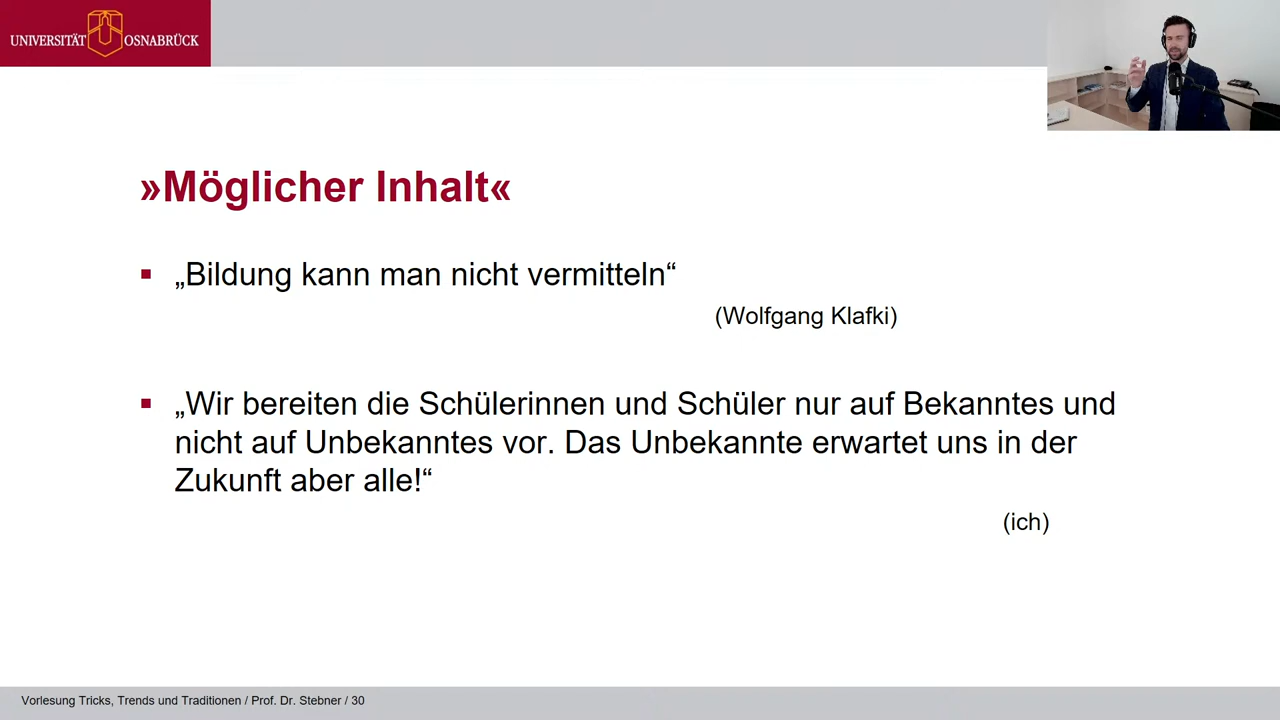 UNIVERSITÄT OSNABRÜCK
»Möglicher Inhalt«
„Bildung kann man nicht vermitteln“
(Wolfgang Klafki)
„Wir bereiten die Schülerinnen und Schüler nur auf Bekanntes und
nicht auf Unbekanntes vor. Das Unbekannte erwartet uns in der
Zukunft aber alle!“
(ich)
Vorlesung Tricks, Trends und Traditionen / Prof. Dr. Stebner / 30